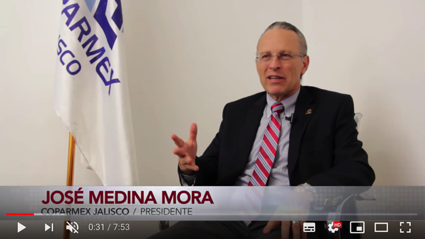 COPARMEX
JALISCO
JOSÉ MEDINA MORA
COPARMEX JALISCO / PRESIDENTE
0:31 / 7:53